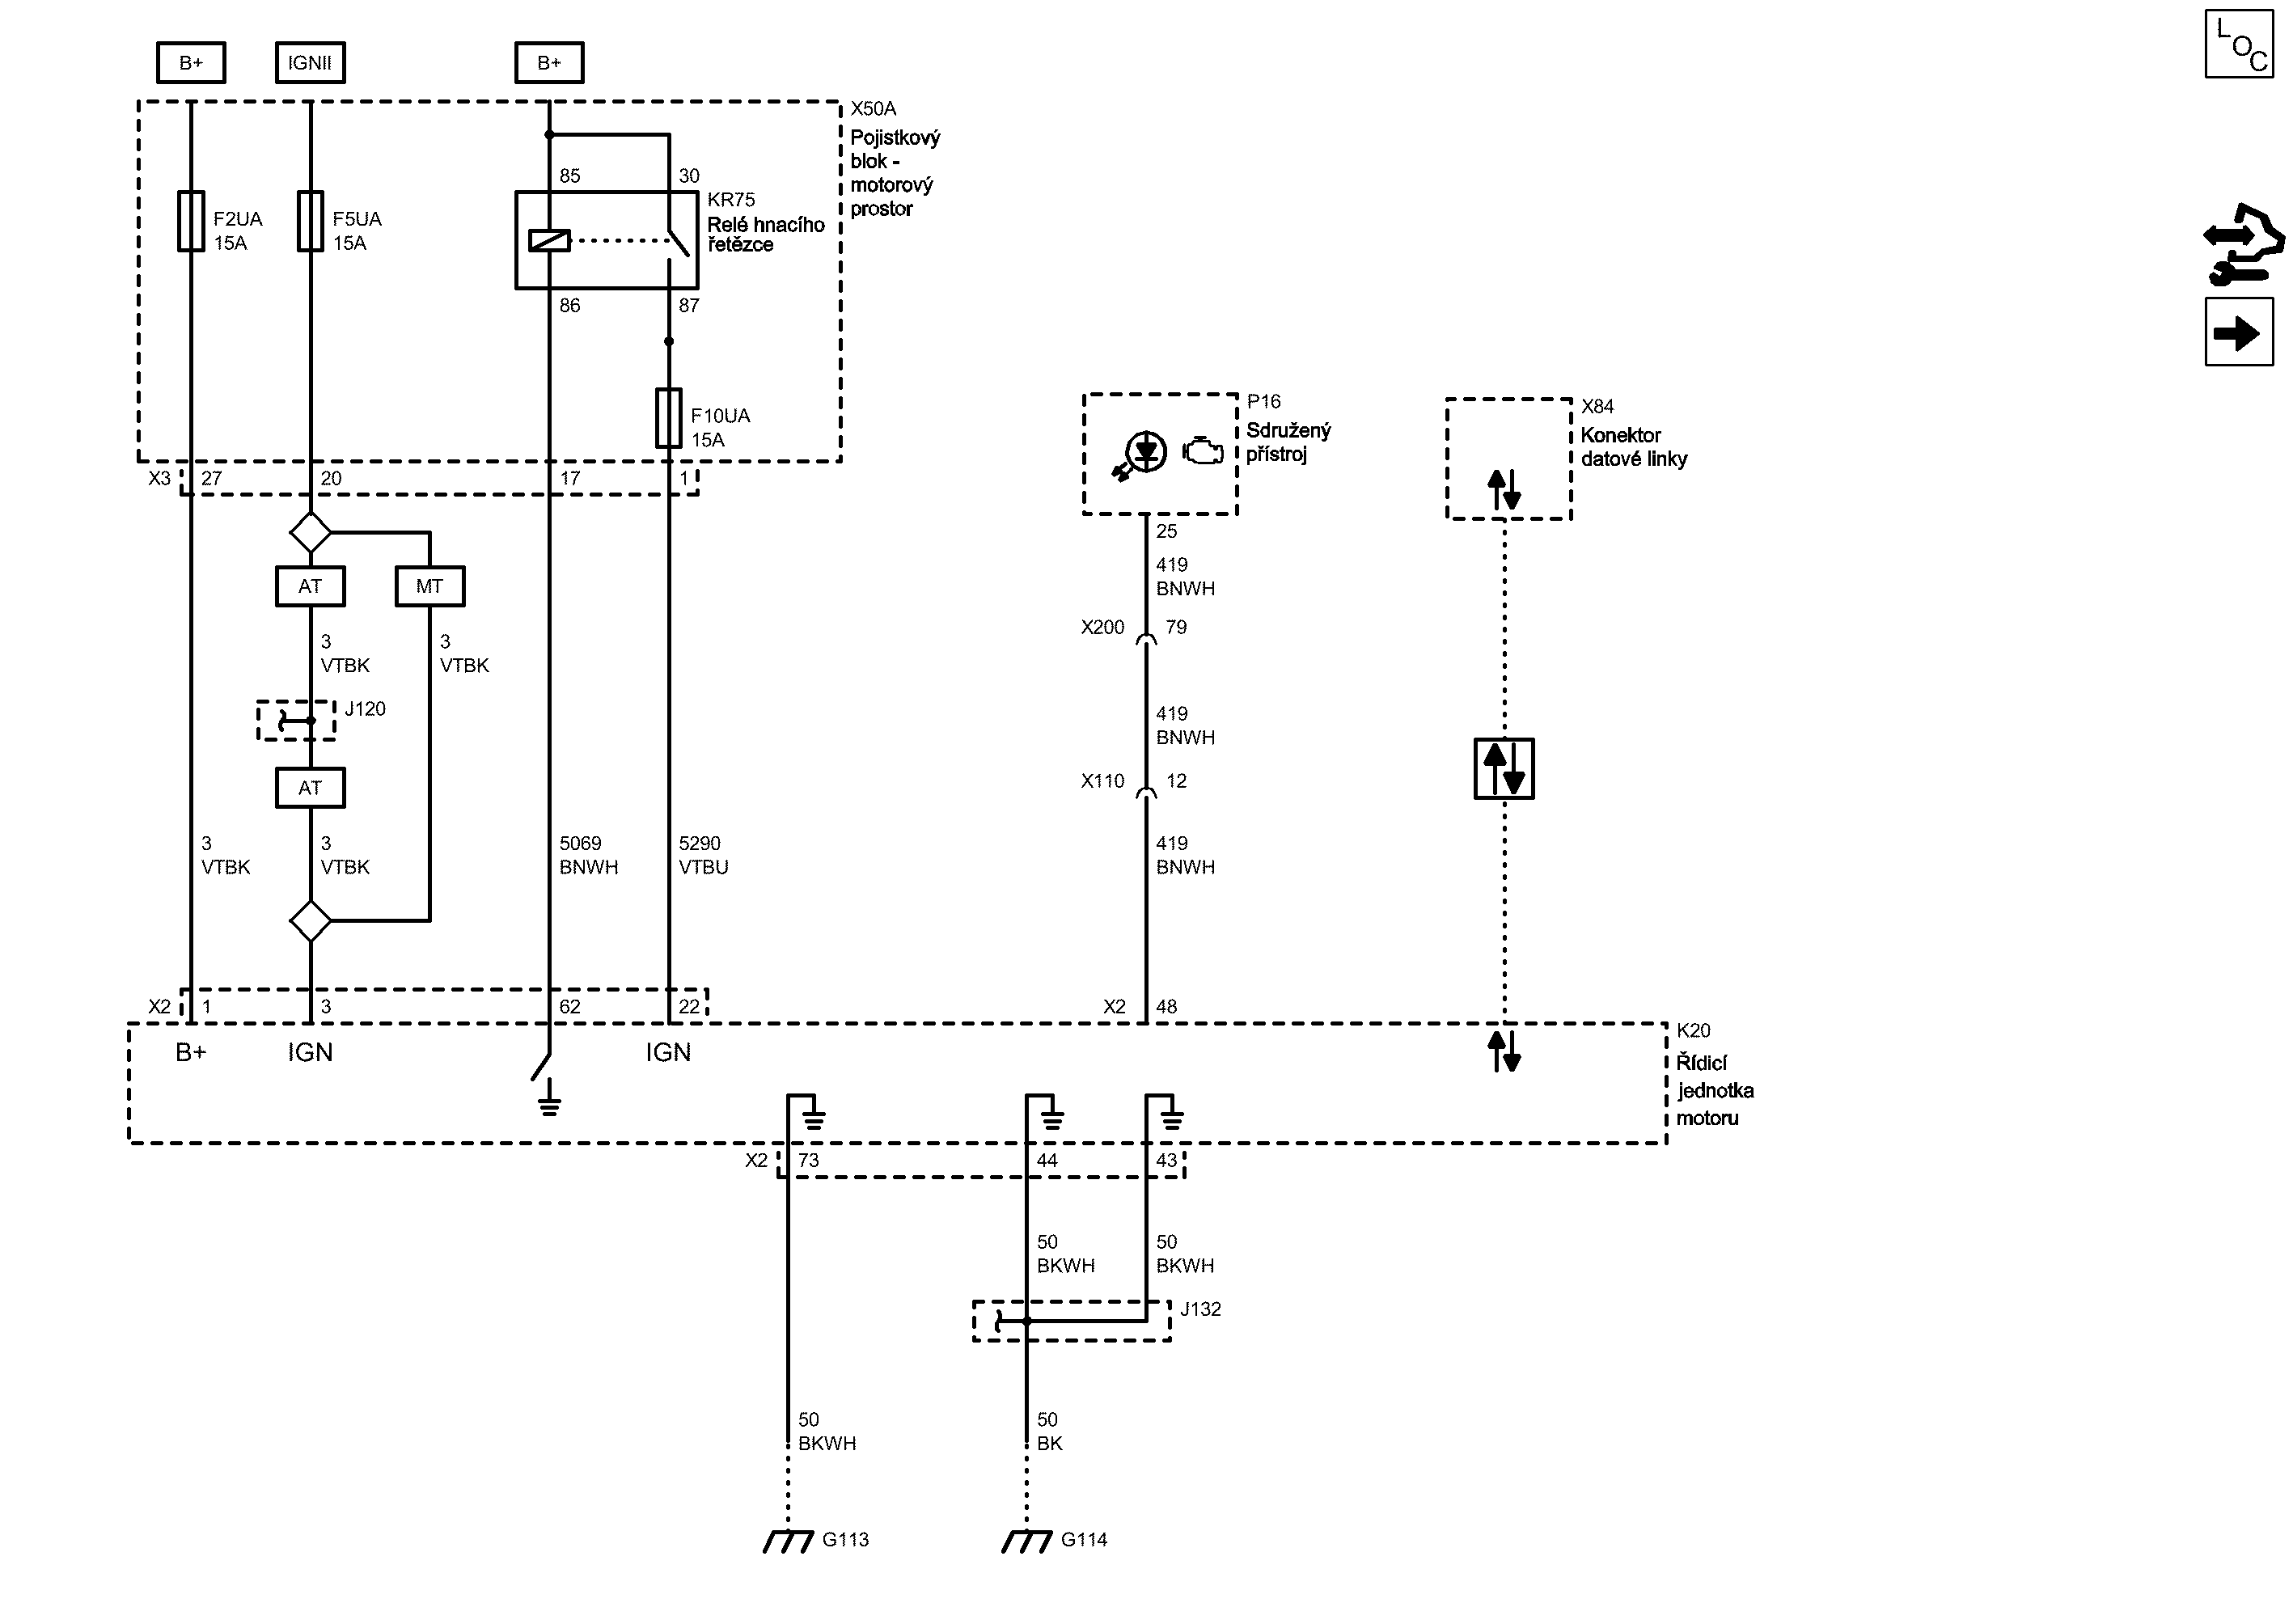 B+
IGNII
B+
LOC
X50A
Pojistkový
blok -
motorový
prostor
85
30
KR75
Relé hnacího
řetězce
F2UA
15A
F5UA
15A
86
87
F10UA
15A
X3
27
20
17
1
P16
Sdružený
přístroj
X84
Konektor
datové linky
25
419
BNWH
AT
MT
X200
79
3
VTBK
3
VTBK
J120
419
BNWH
AT
X110
12
3
VTBK
3
VTBK
5069
BNWH
5290
VTBU
419
BNWH
X2
1
3
62
22
X2
48
B+
IGN
IGN
K20
Řídicí
jednotka
motoru
X2
73
44
43
50
BKWH
50
BKWH
J132
50
BKWH
50
BK
G113
G114